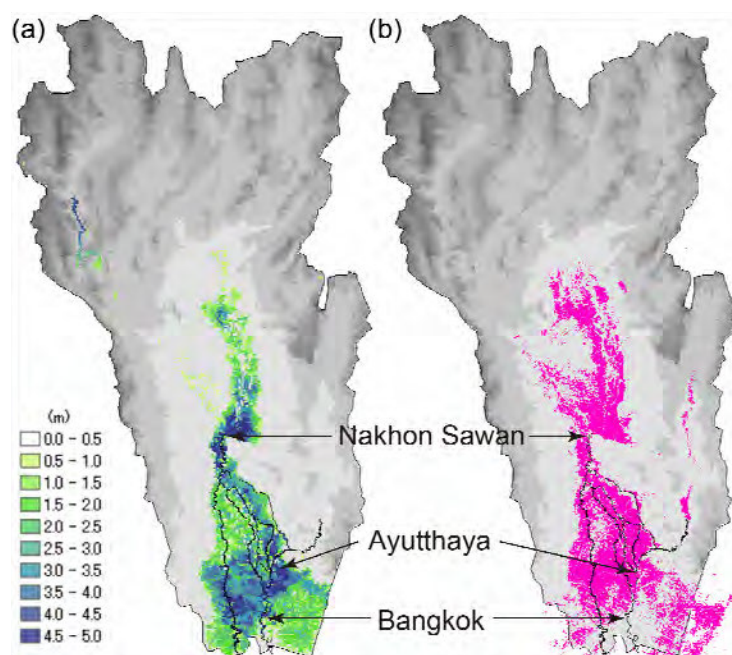 (a)
(b)
(m)
0.0 - 0.5
0.5 - 1.0
1.0 - 1.5
1.5 - 2.0
2.0 - 2.5
2.5 - 3.0
3.0 - 3.5
3.5 - 4.0
4.0 - 4.5
4.5 - 5.0
Nakhon Sawan
Ayutthaya
Bangkok